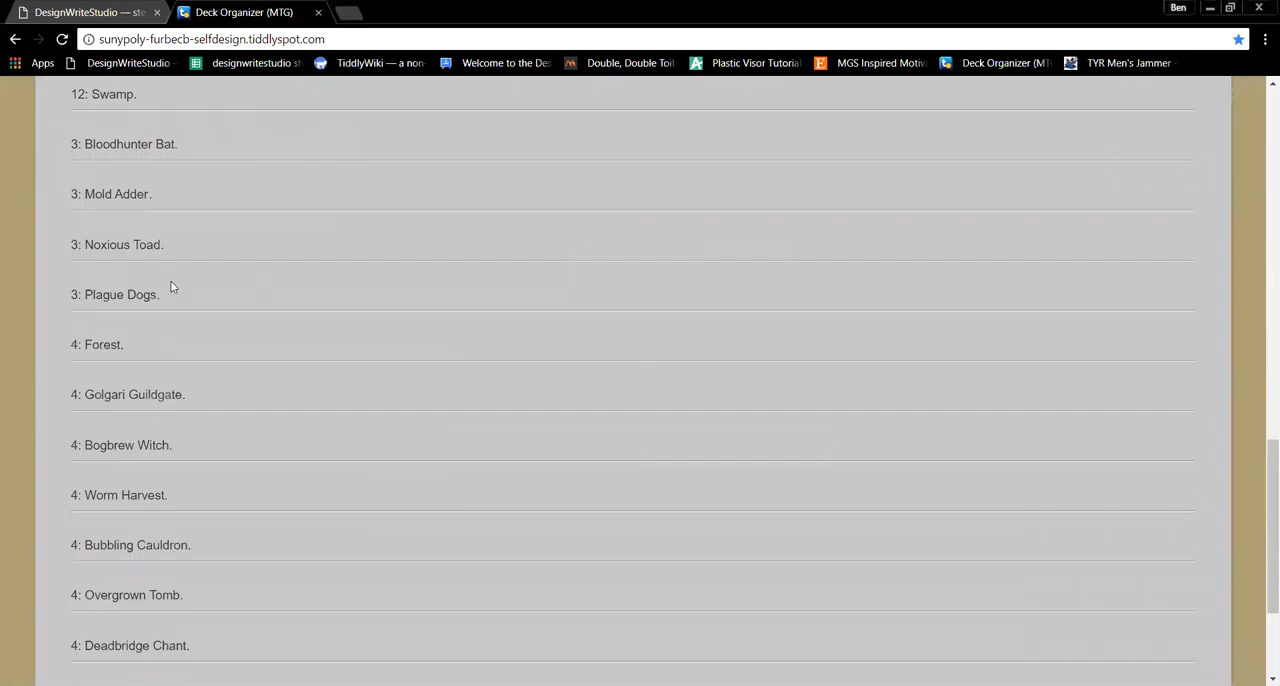 DesignWriteStudio — ste
Deck Organizer (MTG)
Ben
sunypoly-furbecb-selfdesign.tiddlyspot.com
Apps DesignWriteStudio designwritestudio sh TiddlyWiki — a non- Welcome to the Des Double, Double Toil Plastic Visor Tutorial MGS Inspired Motiv Deck Organizer (MTG TYR Men's Jammer -
12: Swamp.
3: Bloodhunter Bat.
3: Mold Adder.
3: Noxious Toad.
3: Plague Dogs.
4: Forest.
4: Golgari Guildgate.
4: Bogbrew Witch.
4: Worm Harvest.
4: Bubbling Cauldron.
4: Overgrown Tomb.
4: Deadbridge Chant.